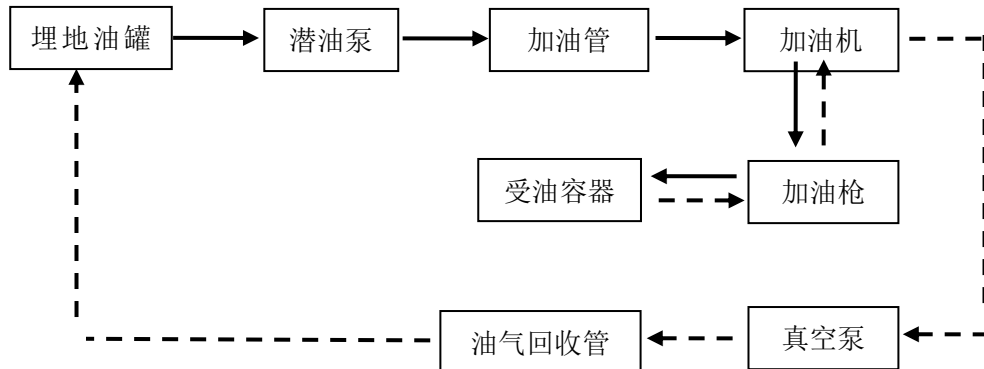 埋地油罐
潜油泵
加油管
加油机
受油容器
加油枪
油气回收管
真空泵